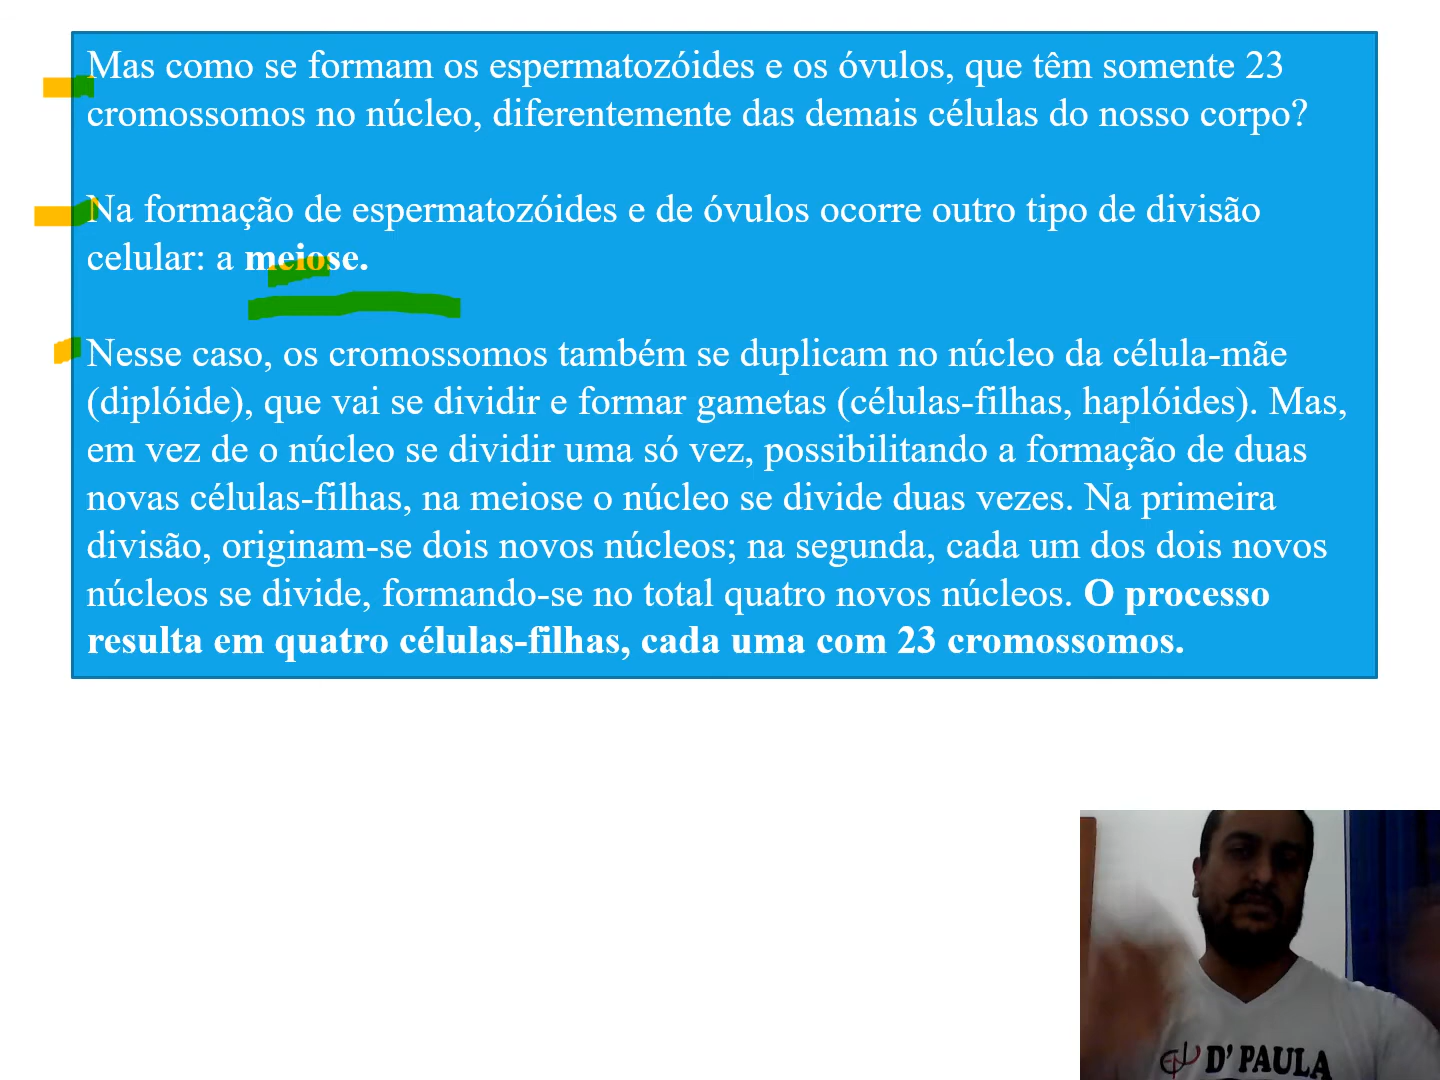 Mas como se formam os espermatozóides e os óvulos, que têm somente 23
cromossomos no núcleo, diferentemente das demais células do nosso corpo?
Na formação de espermatozóides e de óvulos ocorre outro tipo de divisão
celular: a meiose.
Nesse caso, os cromossomos também se duplicam no núcleo da célula-mãe
(diplóide), que vai se dividir e formar gametas (células-filhas, haplóides). Mas,
em vez de o núcleo se dividir uma só vez, possibilitando a formação de duas
novas células-filhas, na meiose o núcleo se divide duas vezes. Na primeira
divisão, originam-se dois novos núcleos; na segunda, cada um dos dois novos
núcleos se divide, formando-se no total quatro novos núcleos. O processo
resulta em quatro células-filhas, cada uma com 23 cromossomos.
D' PAULA